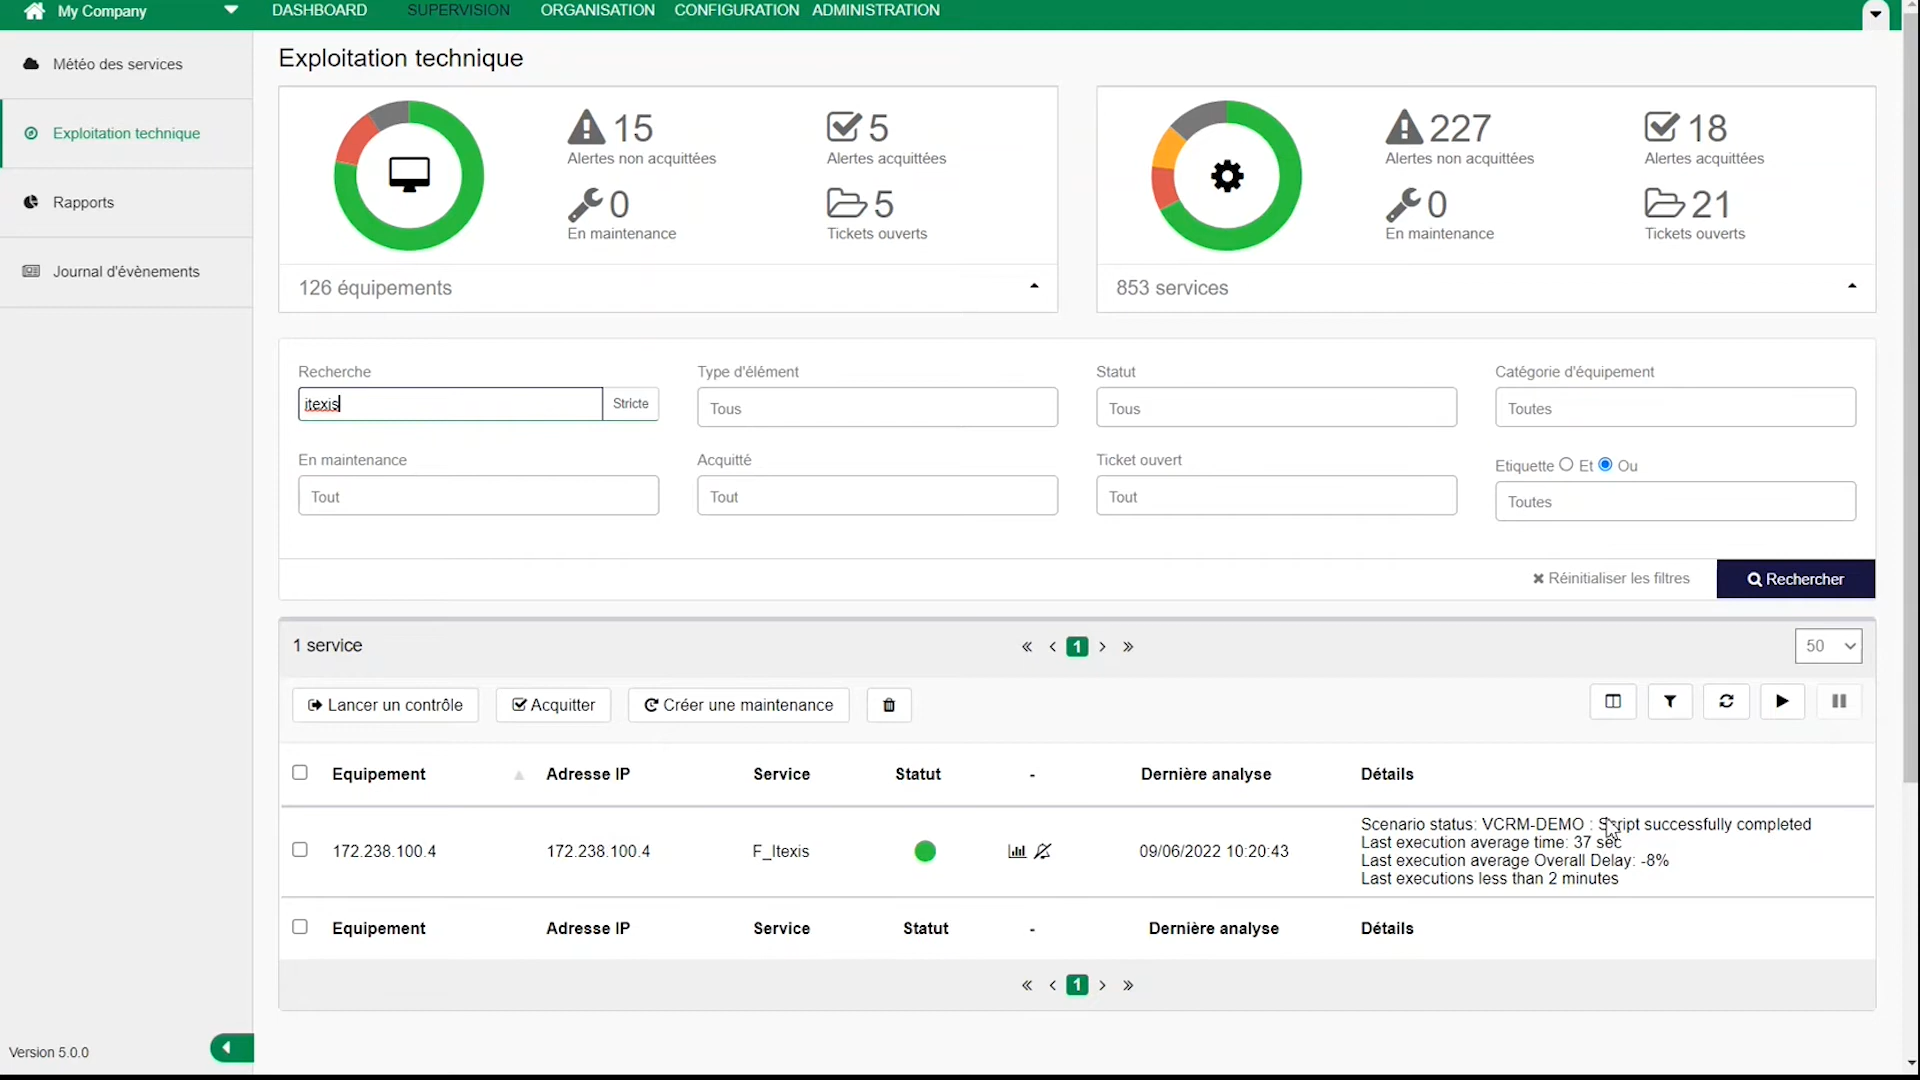 My Company
DASHBOARD SUPERVISION ORGANISATION CONFIGURATION ADMINISTRATION
Météo des services
Exploitation technique
Rapports
Journal d'évènements
Exploitation technique
15
Alertes non acquittées
5
Alertes acquittées
0
En maintenance
5
Tickets ouverts
126 équipements
227
Alertes non acquittées
18
Alertes acquittées
0
En maintenance
21
Tickets ouverts
853 services
Recherche
itexis Stricte
Type d'élément
Tous
Statut
Tous
Catégorie d'équipement
Toutes
En maintenance
Tout
Acquitté
Tout
Ticket ouvert
Tout
Etiquette Et Ou
Toutes
Réinitialiser les filtres
Rechercher
1 service
« < 1 > »
50
Lancer un contrôle Acquitter Créer une maintenance
Equipement Adresse IP Service Statut - Dernière analyse Détails
172.238.100.4 172.238.100.4 F_Itexis 09/06/2022 10:20:43
Scenario status: VCRM-DEMO : Script successfully completed
Last execution average time: 37 sec
Last execution average Overall Delay: -8%
Last executions less than 2 minutes
Equipement Adresse IP Service Statut - Dernière analyse Détails
« < 1 > »
Version 5.0.0